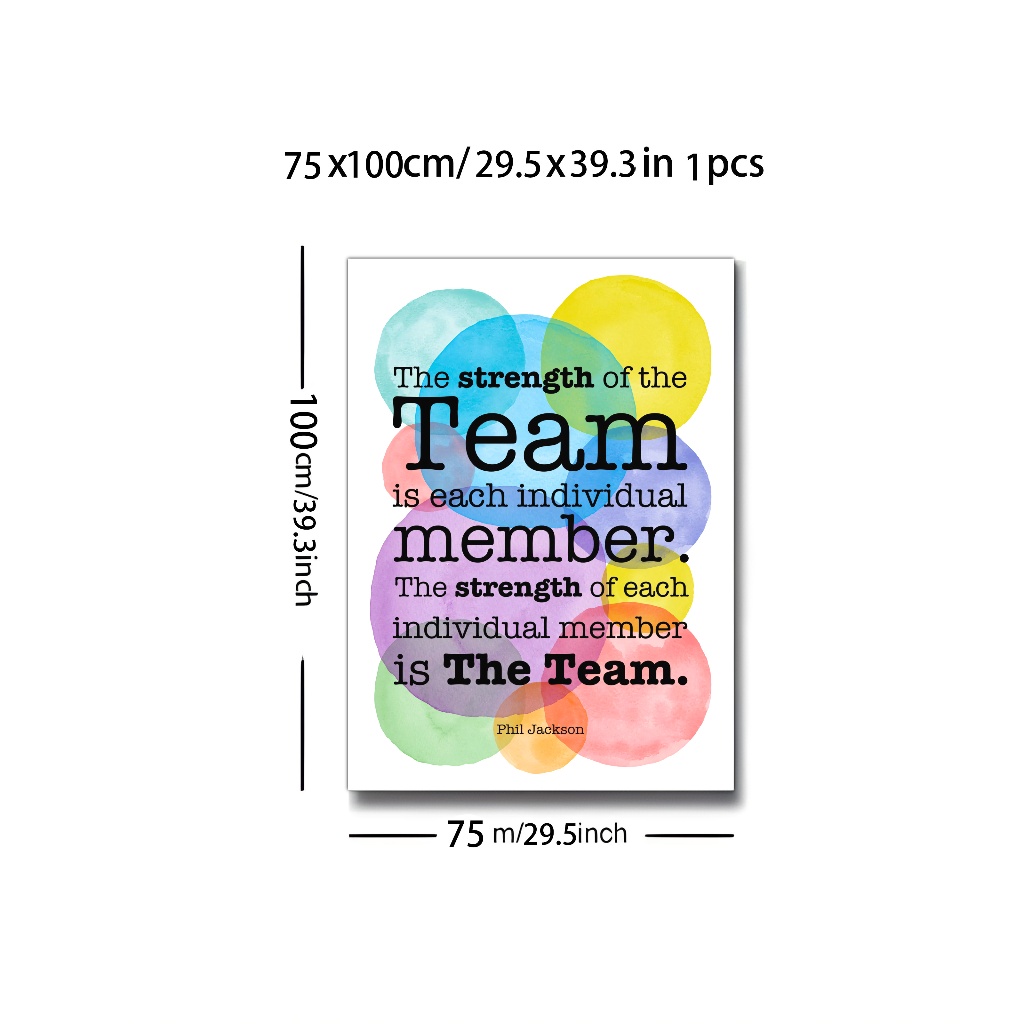 75x100cm/ 29.5x39.3in 1pcs
100cm/39.3inch
The strength of the
Team
is each individual
member.
The strength of each
individual member
is The Team.
Phil Jackson
75 m/29.5inch